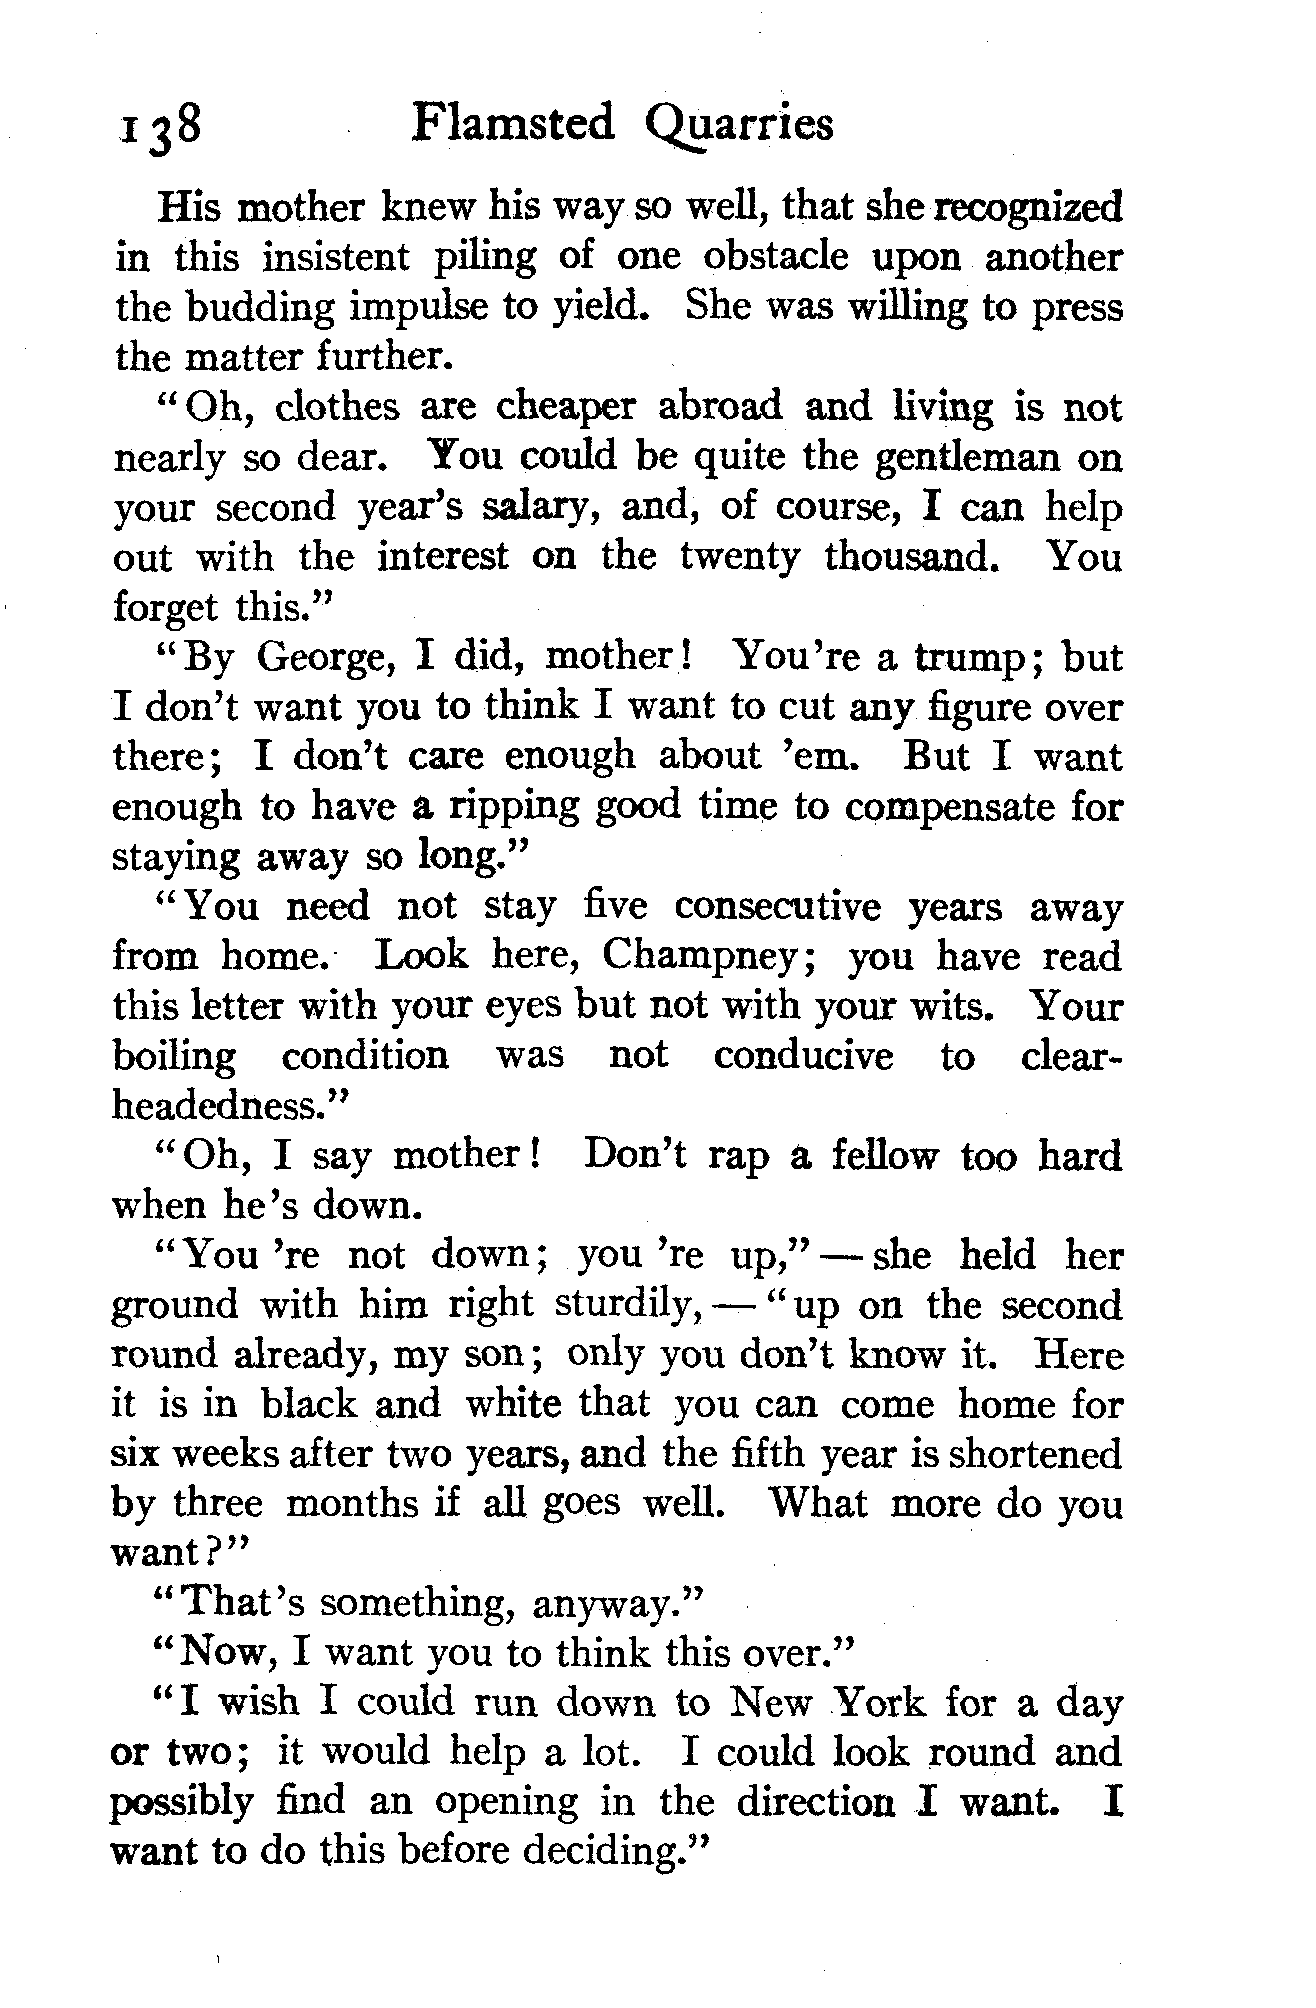 138 Flamsted Quarries
His mother knew his way so well, that she recognized
in this insistent piling of one obstacle upon another
the budding impulse to yield. She was willing to press
the matter further.
"Oh, clothes are cheaper abroad and living is not
nearly so dear. You could be quite the gentleman on
your second year's salary, and, of course, I can help
out with the interest on the twenty thousand. You
forget this."
"By George, I did, mother! You're a trump; but
I don't want you to think I want to cut any figure over
there; I don't care enough about 'em. But I want
enough to have a ripping good time to compensate for
staying away so long."
"You need not stay five consecutive years away
from home. Look here, Champney; you have read
this letter with your eyes but not with your wits. Your
boiling condition was not conducive to clear-
headedness."
"Oh, I say mother! Don't rap a fellow too hard
when he's down.
"You 're not down; you 're up," — she held her
ground with him right sturdily, — "up on the second
round already, my son; only you don't know it. Here
it is in black and white that you can come home for
six weeks after two years, and the fifth year is shortened
by three months if all goes well. What more do you
want?"
"That's something, anyway."
"Now, I want you to think this over."
"I wish I could run down to New York for a day
or two; it would help a lot. I could look round and
possibly find an opening in the direction I want. I
want to do this before deciding."